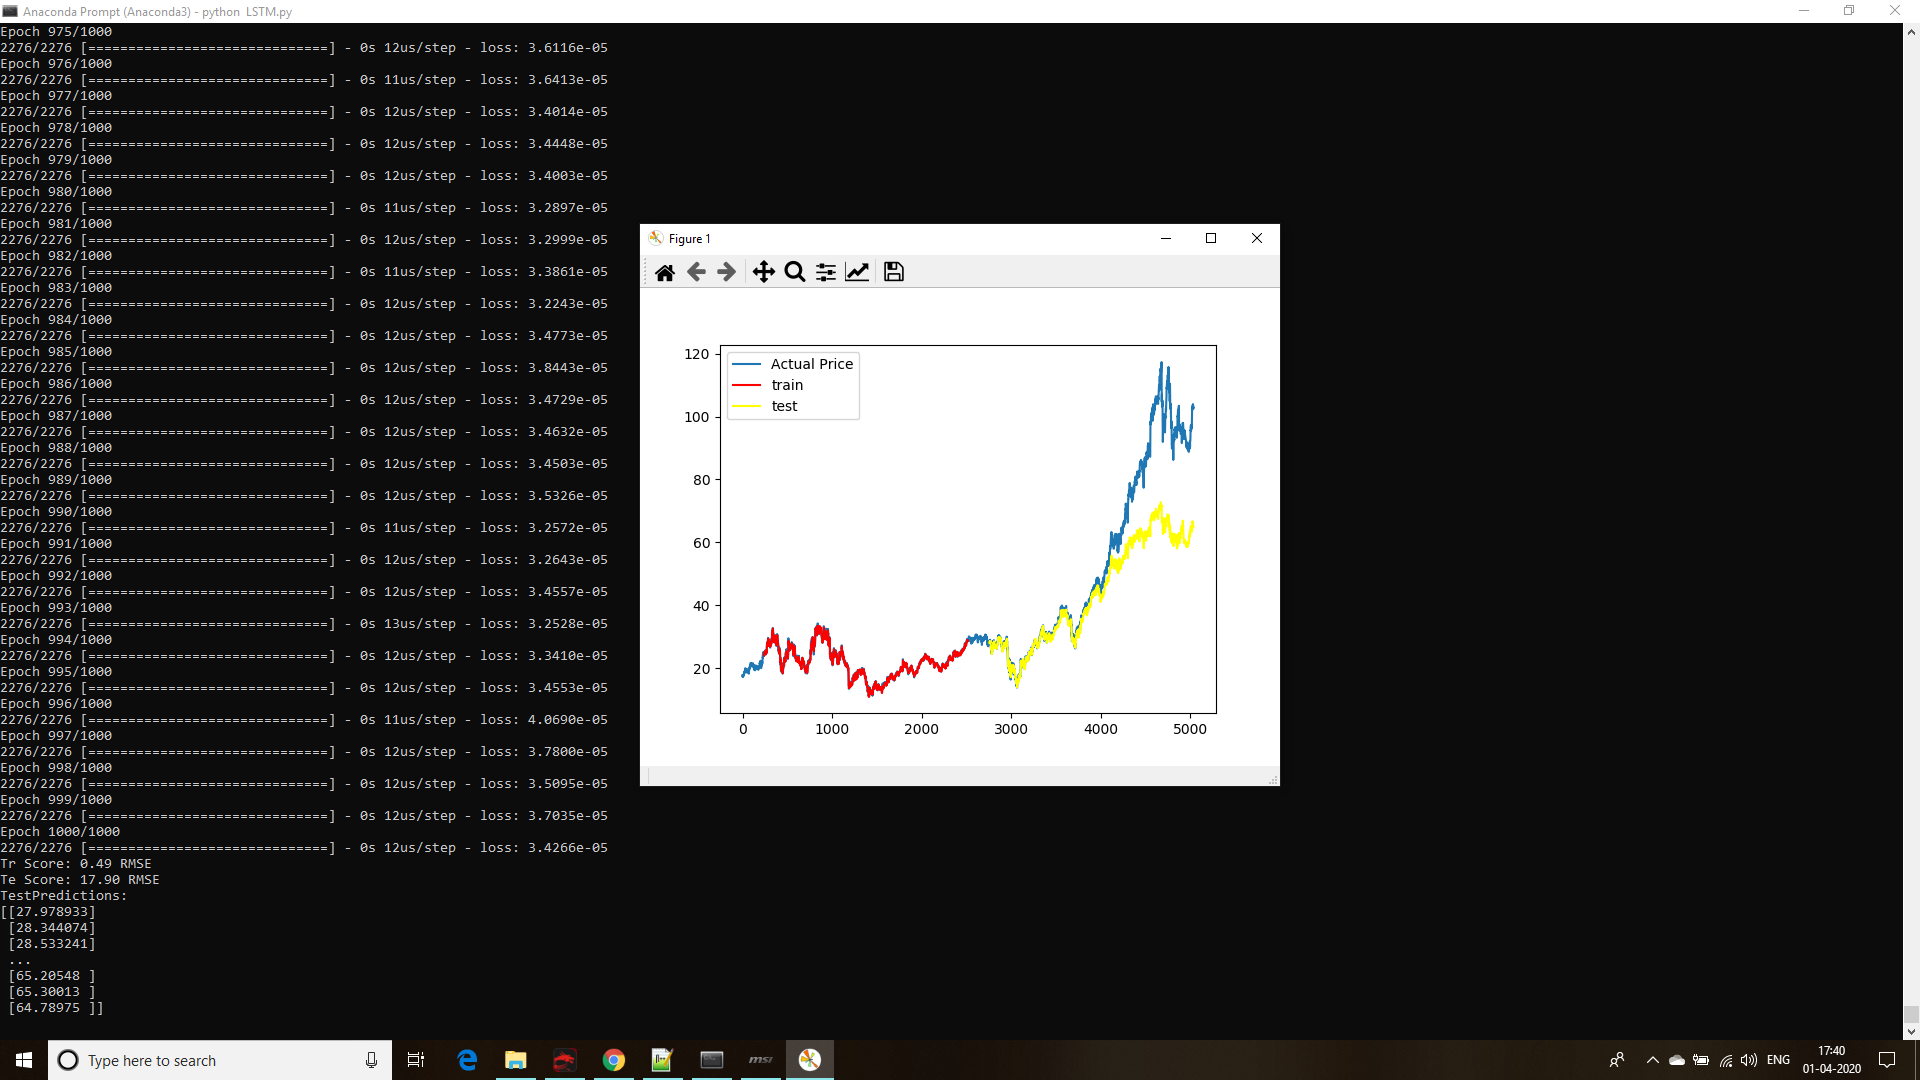 Anaconda Prompt (Anaconda3) - python  LSTM.py
Epoch 975/1000
2276/2276 [==============================] - 0s 12us/step - loss: 3.6116e-05
Epoch 976/1000
2276/2276 [==============================] - 0s 11us/step - loss: 3.6413e-05
Epoch 977/1000
2276/2276 [==============================] - 0s 12us/step - loss: 3.4014e-05
Epoch 978/1000
2276/2276 [==============================] - 0s 12us/step - loss: 3.4448e-05
Epoch 979/1000
2276/2276 [==============================] - 0s 12us/step - loss: 3.4003e-05
Epoch 980/1000
2276/2276 [==============================] - 0s 11us/step - loss: 3.2897e-05
Epoch 981/1000
2276/2276 [==============================] - 0s 12us/step - loss: 3.2999e-05
Epoch 982/1000
2276/2276 [==============================] - 0s 11us/step - loss: 3.3861e-05
Epoch 983/1000
2276/2276 [==============================] - 0s 12us/step - loss: 3.2243e-05
Epoch 984/1000
2276/2276 [==============================] - 0s 12us/step - loss: 3.4773e-05
Epoch 985/1000
2276/2276 [==============================] - 0s 12us/step - loss: 3.8443e-05
Epoch 986/1000
2276/2276 [==============================] - 0s 12us/step - loss: 3.4729e-05
Epoch 987/1000
2276/2276 [==============================] - 0s 12us/step - loss: 3.4632e-05
Epoch 988/1000
2276/2276 [==============================] - 0s 12us/step - loss: 3.4503e-05
Epoch 989/1000
2276/2276 [==============================] - 0s 12us/step - loss: 3.5326e-05
Epoch 990/1000
2276/2276 [==============================] - 0s 11us/step - loss: 3.2572e-05
Epoch 991/1000
2276/2276 [==============================] - 0s 12us/step - loss: 3.2643e-05
Epoch 992/1000
2276/2276 [==============================] - 0s 12us/step - loss: 3.4557e-05
Epoch 993/1000
2276/2276 [==============================] - 0s 13us/step - loss: 3.2528e-05
Epoch 994/1000
2276/2276 [==============================] - 0s 12us/step - loss: 3.3410e-05
Epoch 995/1000
2276/2276 [==============================] - 0s 12us/step - loss: 3.4553e-05
Epoch 996/1000
2276/2276 [==============================] - 0s 11us/step - loss: 4.0690e-05
Epoch 997/1000
2276/2276 [==============================] - 0s 12us/step - loss: 3.7800e-05
Epoch 998/1000
2276/2276 [==============================] - 0s 12us/step - loss: 3.5095e-05
Epoch 999/1000
2276/2276 [==============================] - 0s 12us/step - loss: 3.7035e-05
Epoch 1000/1000
2276/2276 [==============================] - 0s 12us/step - loss: 3.4266e-05
Tr Score: 0.49 RMSE
Te Score: 17.90 RMSE
TestPredictions:
[[27.978933]
 [28.344074]
 [28.533241]
 ...
 [65.20548 ]
 [65.30013 ]
 [64.78975 ]]
Figure 1
Actual Price
train
test
120
100
80
60
40
20
0 1000 2000 3000 4000 5000
Type here to search
msi
ENG
17:40
01-04-2020